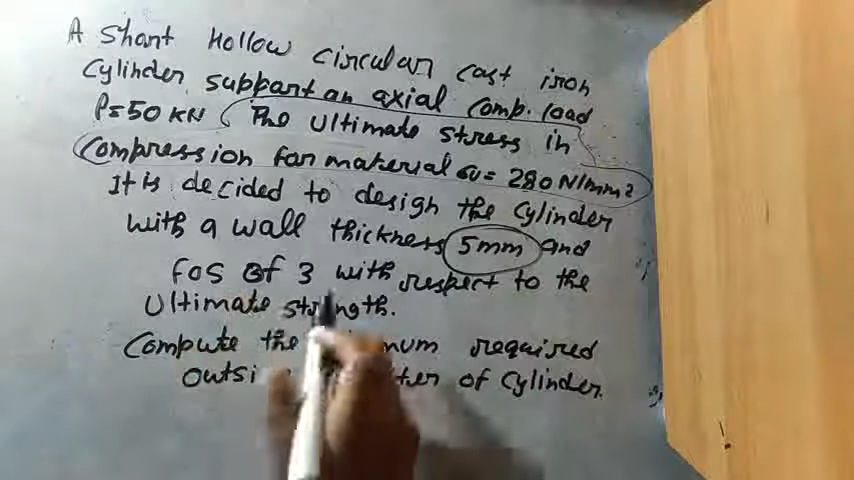 A Short Hollow circular cast iron
Cylinder support an axial comp. load
P=50 kN The Ultimate stress in
Compression for material σu = 280 N/mm2
It is decided to design the Cylinder
with a wall thickness 5mm and
FOS of 3 with respect to the
Ultimate strength.
Compute the required
of Cylinder.